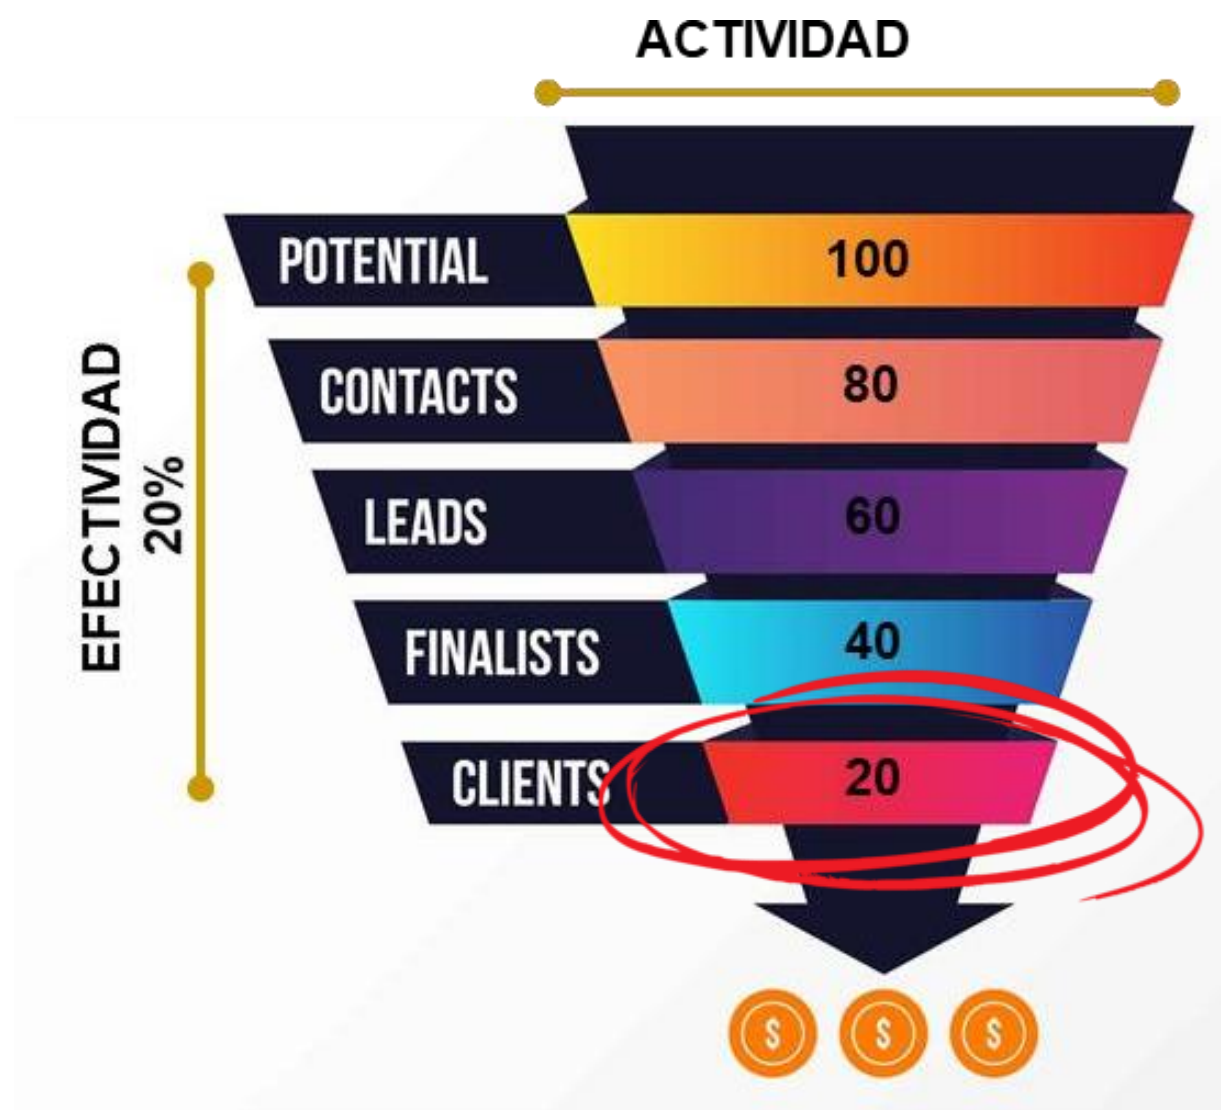 ACTIVIDAD
POTENTIAL 100
CONTACTS 80
EFECTIVIDAD
20%
LEADS 60
FINALISTS 40
CLIENTS 20
$ $ $